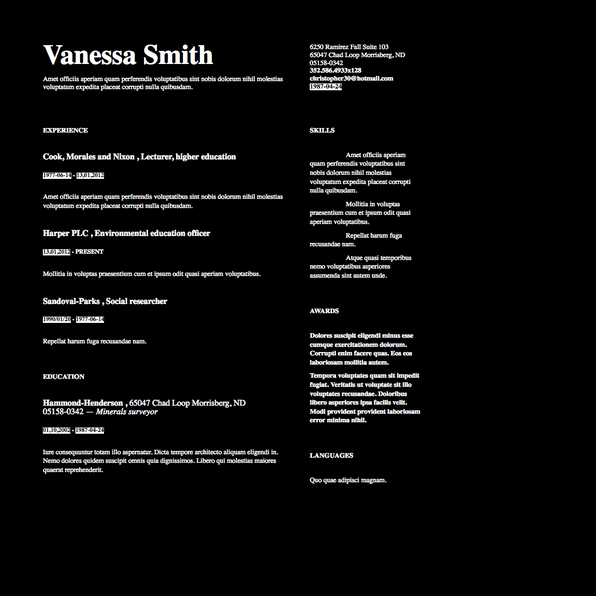 Vanessa Smith
Amet officiis aperiam quam perferendis voluptatibus sint nobis dolorum nihil molestias
voluptatum expedita placeat corrupti nulla quibusdam.
6250 Ramirez Fall Suite 103
65047 Chad Loop Morrisberg, ND
05158-0342
352.586.4933x128
christopher30@hotmail.com
1987-04-24
EXPERIENCE
Cook, Morales and Nixon , Lecturer, higher education
1977-06-14 - 13.01.2012
Amet officiis aperiam quam perferendis voluptatibus sint nobis dolorum nihil molestias
voluptatum expedita placeat corrupti nulla quibusdam.
Harper PLC , Environmental education officer
13.01.2012 - PRESENT
Mollitia in voluptas praesentium cum et ipsum odit quasi aperiam voluptatibus.
Sandoval-Parks , Social researcher
1990/01/28 - 1977-06-14
Repellat harum fuga recusandae nam.
EDUCATION
Hammond-Henderson , 65047 Chad Loop Morrisberg, ND
05158-0342 — Minerals surveyor
01.10.2002 - 1987-04-24
Iure consequuntur totam illo aspernatur. Dicta tempore architecto aliquam eligendi in.
Nemo dolores quidem suscipit omnis quia dignissimos. Libero qui molestias maiores
quaerat reprehenderit.
SKILLS
Amet officiis aperiam
quam perferendis voluptatibus sint
nobis dolorum nihil molestias
voluptatum expedita placeat corrupti
nulla quibusdam.
Mollitia in voluptas
praesentium cum et ipsum odit quasi
aperiam voluptatibus.
Repellat harum fuga
recusandae nam.
Atque quasi temporibus
nemo voluptatibus asperiores
assumenda sint autem unde.
AWARDS
Dolores suscipit eligendi minus esse
cumque exercitationem dolorum.
Corrupti enim facere quas. Eos eos
laboriosam mollitia autem.
Tempora voluptates quam sit impedit
fugiat. Veritatis ut voluptate sit illo
voluptates recusandae. Doloribus
libero asperiores ipsa facilis velit.
Modi provident provident laboriosam
error minima nihil.
LANGUAGES
Quo quae adipisci magnam.